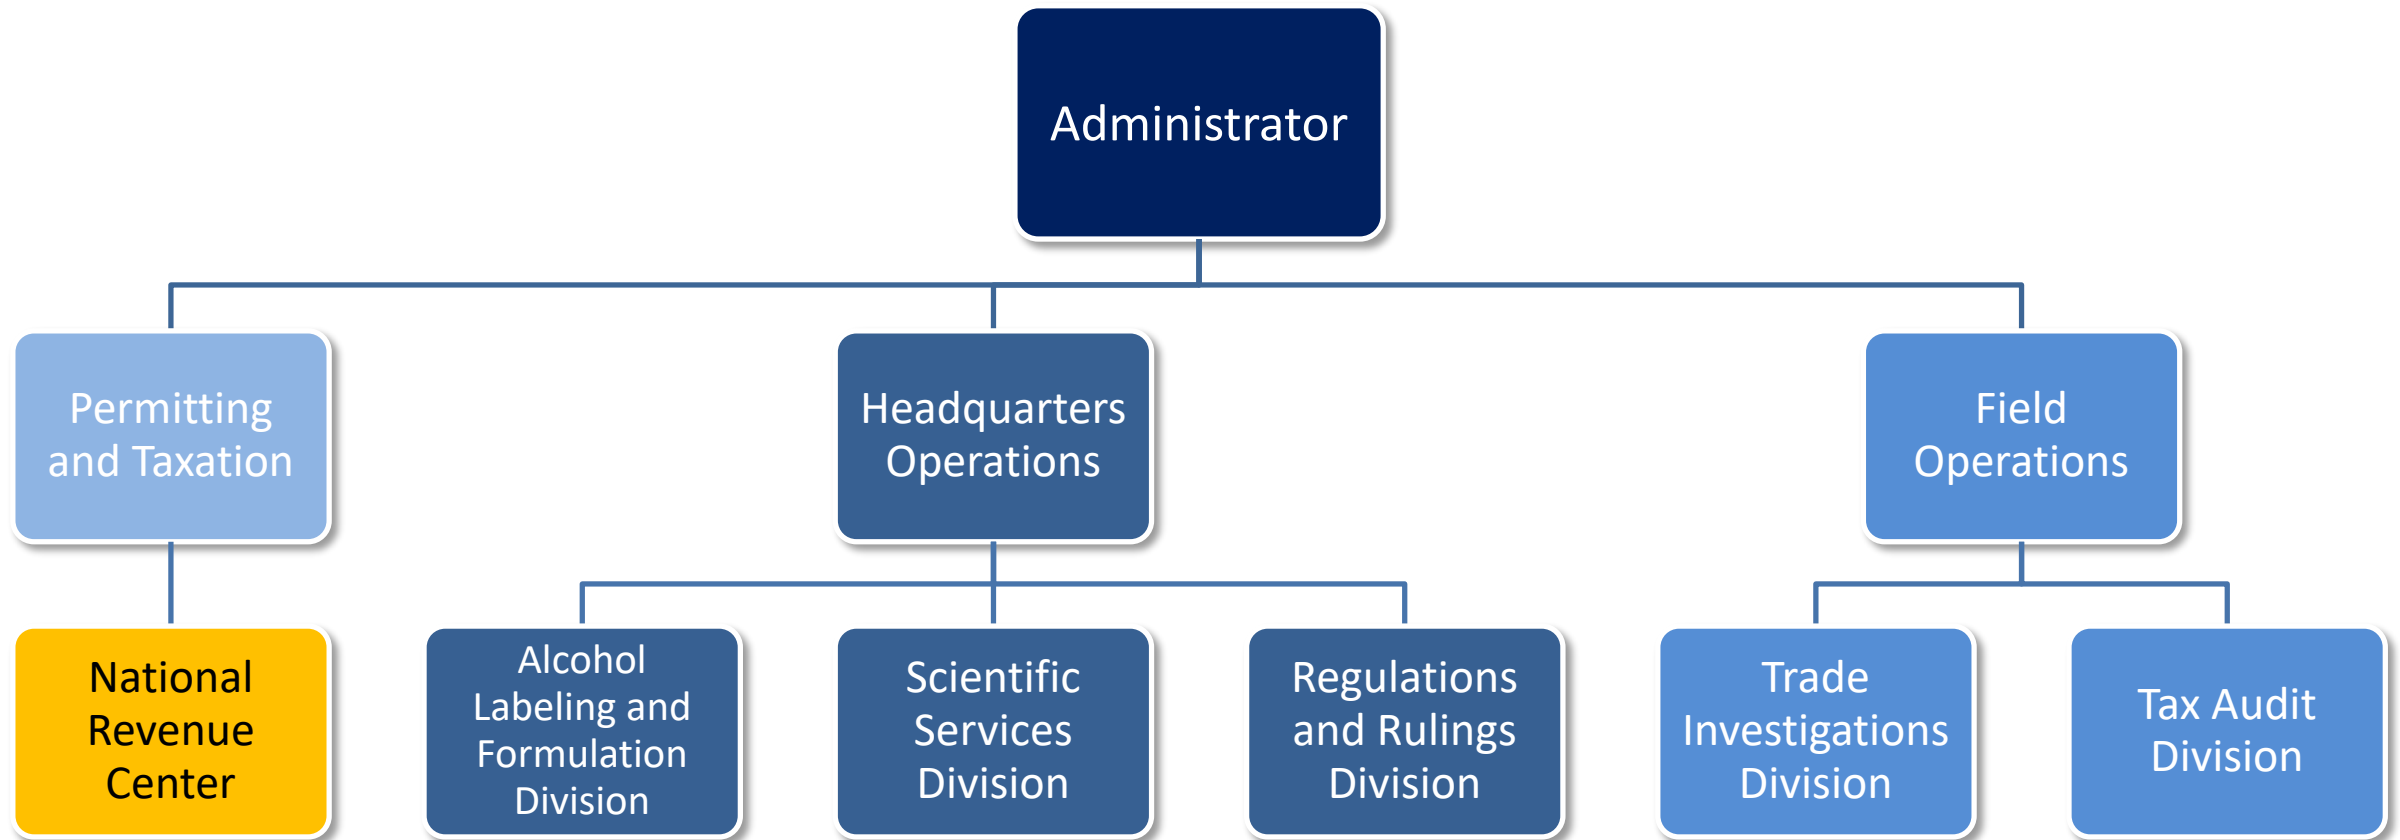 Administrator
Permitting
and Taxation
Headquarters
Operations
Field
Operations
National
Revenue
Center
Alcohol
Labeling and
Formulation
Division
Scientific
Services
Division
Regulations
and Rulings
Division
Trade
Investigations
Division
Tax Audit
Division